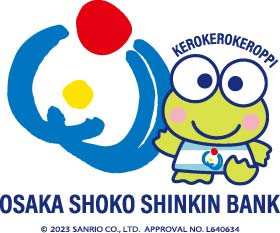 KEROKEROKEROPPI
OSAKA SHOKO SHINKIN BANK
© 2023 SANRIO CO., LTD. APPROVAL NO. L640634